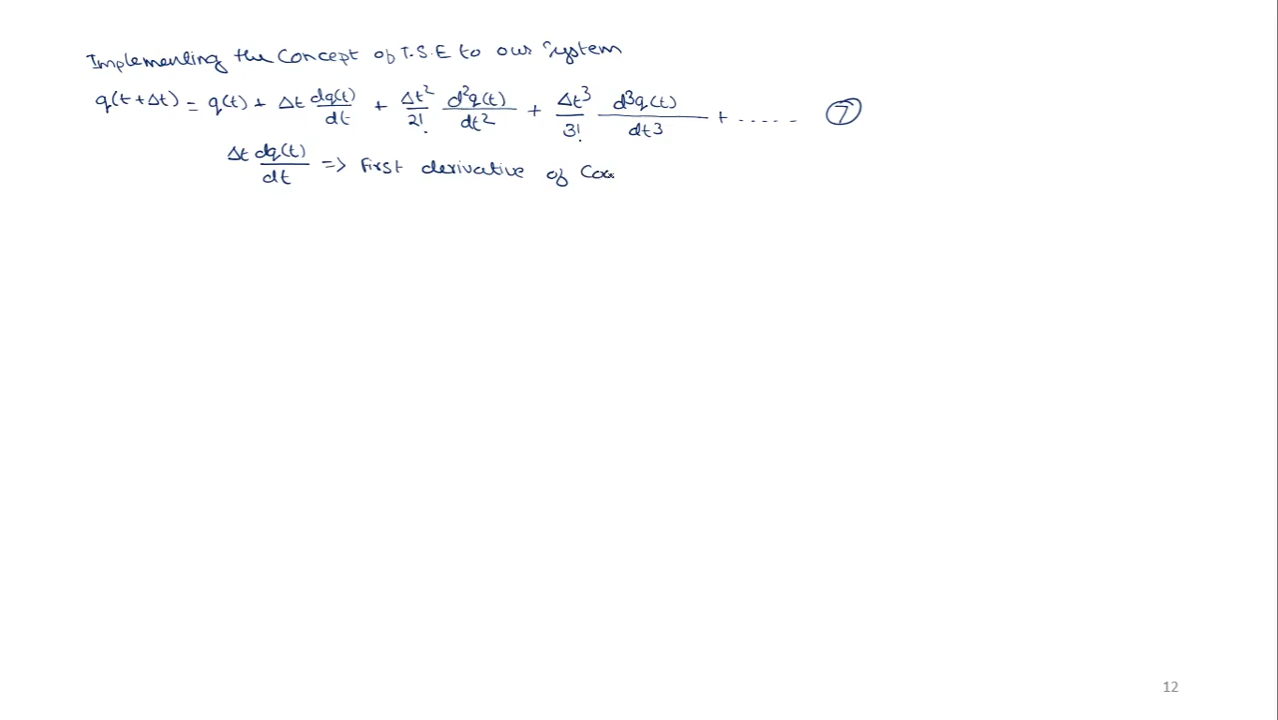 Implementing the Concept of T.S.E to our System
q(t+Δt) = q(t) + Δt dq(t)/dt + Δt²/2! d²q(t)/dt² + Δt³/3! d³q(t)/dt3 + ..... ⑦
Δt dq(t)/dt => First derivative of Coo
12